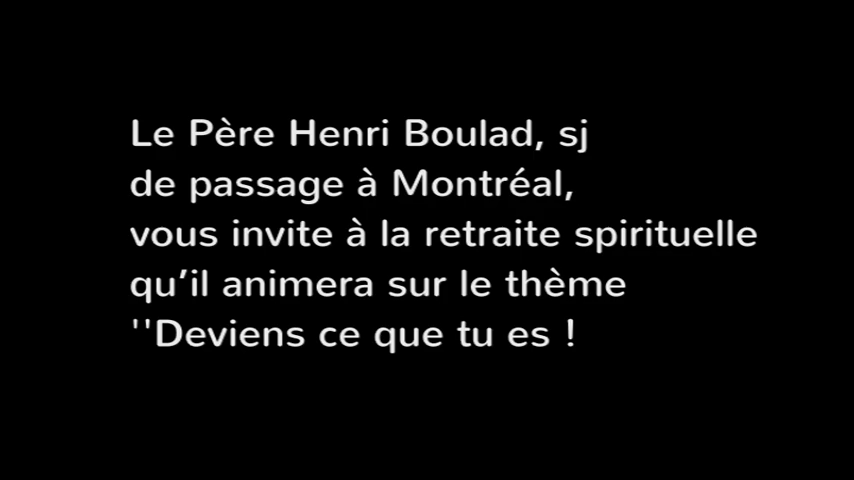 Le Père Henri Boulad, sj
de passage à Montréal,
vous invite à la retraite spirituelle
qu’il animera sur le thème
''Deviens ce que tu es !